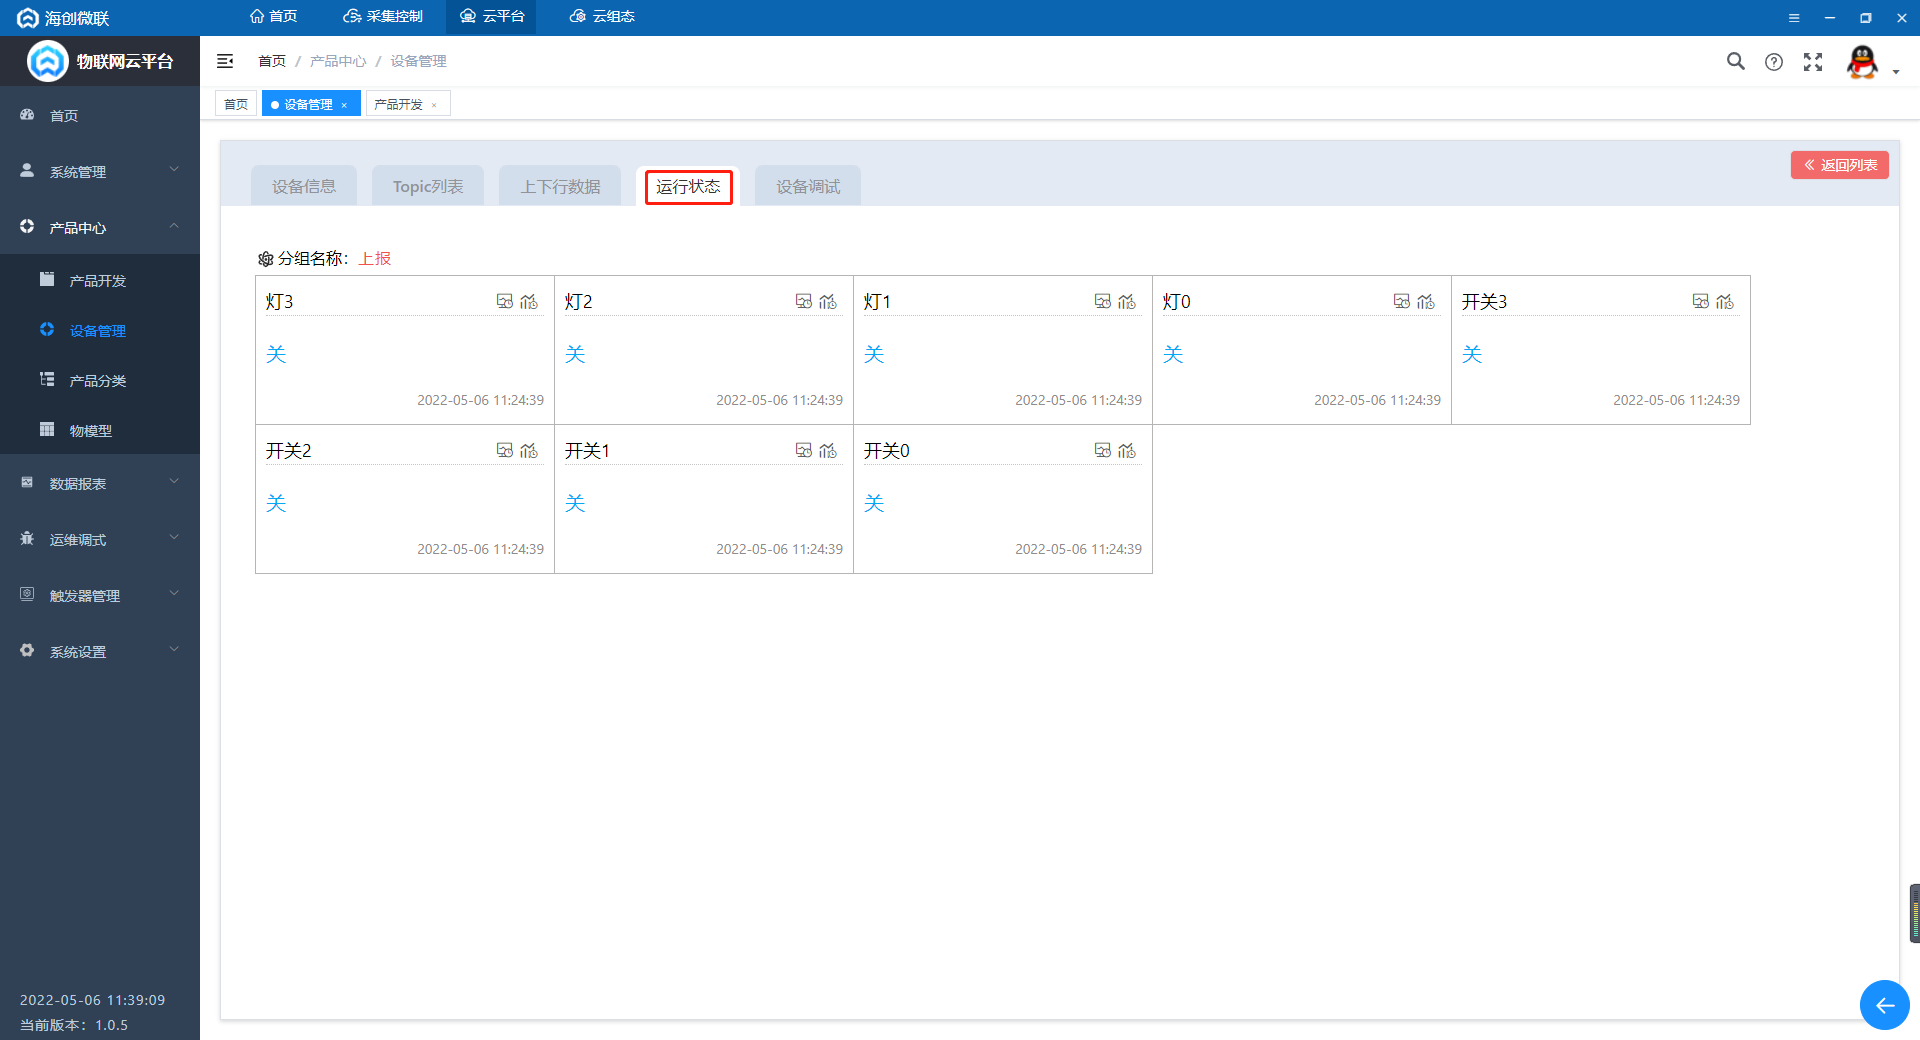 海创微联
首页
采集控制
云平台
云组态
物联网云平台
首页 / 产品中心 / 设备管理
首页
设备管理 ×
产品开发 ×
首页
系统管理
产品中心
产品开发
设备管理
产品分类
物模型
数据报表
运维调式
触发器管理
系统设置
2022-05-06 11:39:09
当前版本：1.0.5
设备信息
Topic列表
上下行数据
运行状态
设备调试
返回列表
分组名称：上报
灯3
关
2022-05-06 11:24:39
灯2
关
2022-05-06 11:24:39
灯1
关
2022-05-06 11:24:39
灯0
关
2022-05-06 11:24:39
开关3
关
2022-05-06 11:24:39
开关2
关
2022-05-06 11:24:39
开关1
关
2022-05-06 11:24:39
开关0
关
2022-05-06 11:24:39